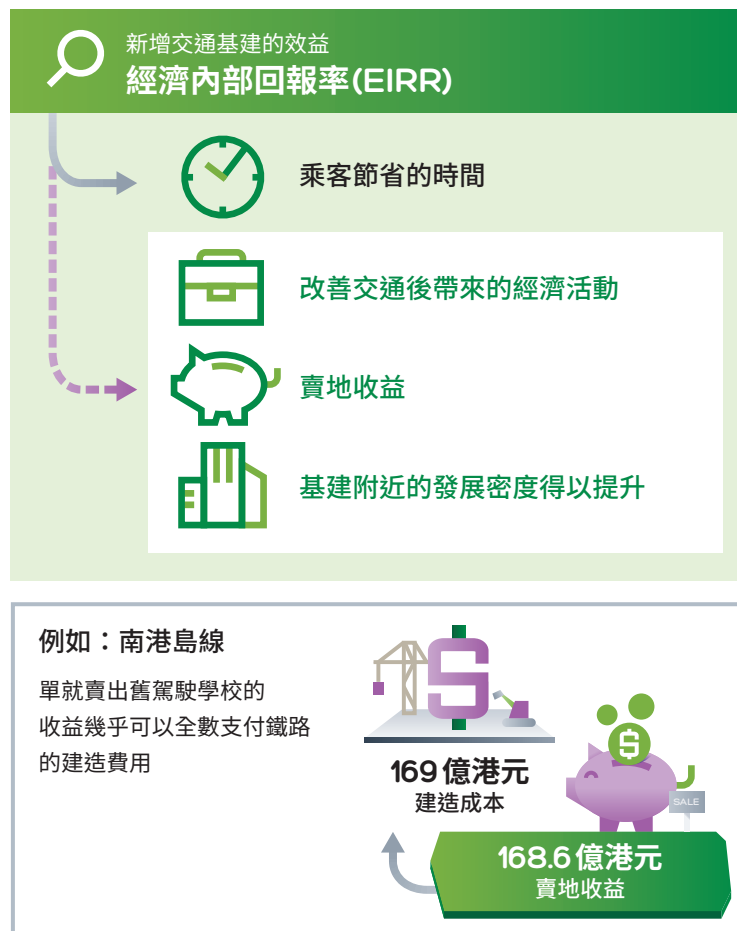 新增交通基建的效益
經濟內部回報率(EIRR)
乘客節省的時間
改善交通後帶來的經濟活動
賣地收益
基建附近的發展密度得以提升
例如：南港島線
單就賣出舊駕駛學校的
收益幾乎可以全數支付鐵路
的建造費用
169 億港元
建造成本
SALE
168.6 億港元
賣地收益